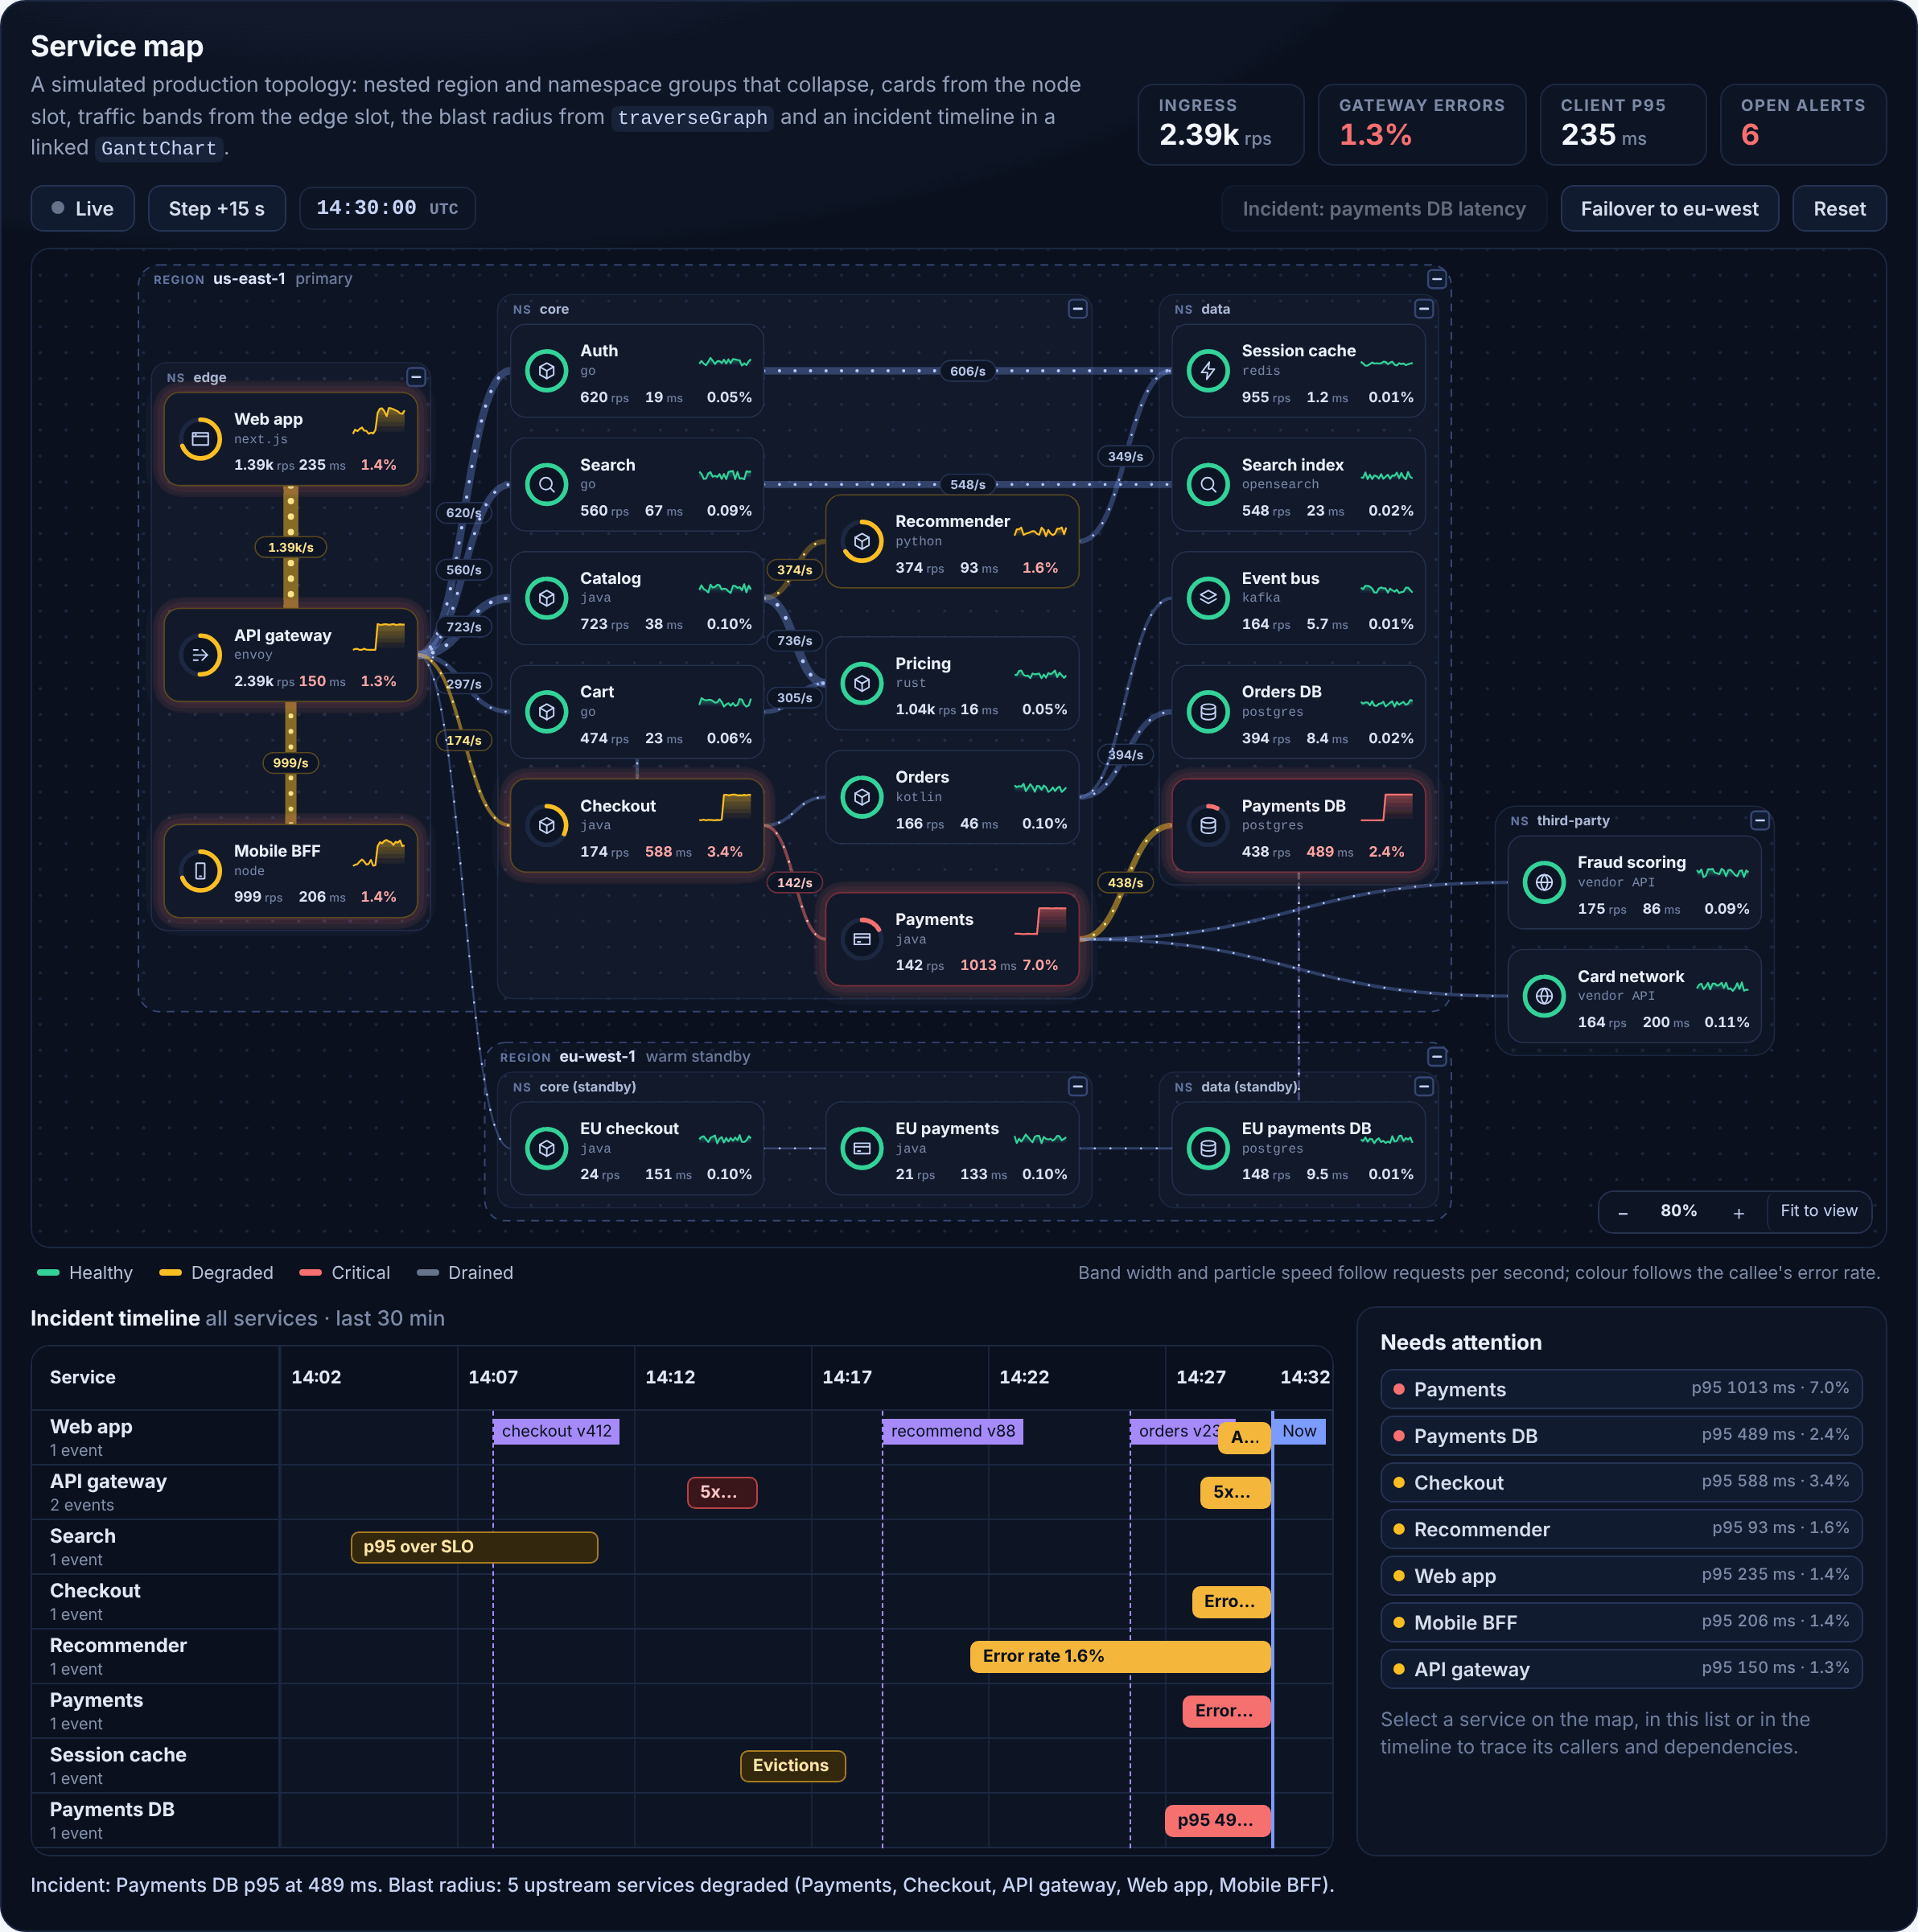 Service map
A simulated production topology: nested region and namespace groups that collapse, cards from the node
slot, traffic bands from the edge slot, the blast radius from traverseGraph and an incident timeline in a
linked GanttChart.
INGRESS
2.39k rps
GATEWAY ERRORS
1.3%
CLIENT P95
235 ms
OPEN ALERTS
6
Live
Step +15 s
14:30:00 UTC
Incident: payments DB latency
Failover to eu-west
Reset
REGION us-east-1 primary
NS edge
Web app
next.js
1.39k rps 235 ms 1.4%
1.39k/s
API gateway
envoy
2.39k rps 150 ms 1.3%
999/s
Mobile BFF
node
999 rps 206 ms 1.4%
620/s
560/s
723/s
297/s
174/s
NS core
Auth
go
620 rps 19 ms 0.05%
Search
go
560 rps 67 ms 0.09%
Catalog
java
723 rps 38 ms 0.10%
Cart
go
474 rps 23 ms 0.06%
Checkout
java
174 rps 588 ms 3.4%
606/s
548/s
374/s
736/s
305/s
142/s
Recommender
python
374 rps 93 ms 1.6%
Pricing
rust
1.04k rps 16 ms 0.05%
Orders
kotlin
166 rps 46 ms 0.10%
Payments
java
142 rps 1013 ms 7.0%
349/s
394/s
438/s
NS data
Session cache
redis
955 rps 1.2 ms 0.01%
Search index
opensearch
548 rps 23 ms 0.02%
Event bus
kafka
164 rps 5.7 ms 0.01%
Orders DB
postgres
394 rps 8.4 ms 0.02%
Payments DB
postgres
438 rps 489 ms 2.4%
NS third-party
Fraud scoring
vendor API
175 rps 86 ms 0.09%
Card network
vendor API
164 rps 200 ms 0.11%
REGION eu-west-1 warm standby
NS core (standby)
EU checkout
java
24 rps 151 ms 0.10%
EU payments
java
21 rps 133 ms 0.10%
NS data (standby)
EU payments DB
postgres
148 rps 9.5 ms 0.01%
− 80% + Fit to view
Healthy Degraded Critical Drained
Band width and particle speed follow requests per second; colour follows the callee's error rate.
Incident timeline all services · last 30 min
Service 14:02 14:07 14:12 14:17 14:22 14:27 14:32
Web app
1 event
checkout v412
recommend v88
orders v23
A...
Now
API gateway
2 events
5x...
5x...
Search
1 event
p95 over SLO
Checkout
1 event
Erro...
Recommender
1 event
Error rate 1.6%
Payments
1 event
Error...
Session cache
1 event
Evictions
Payments DB
1 event
p95 49...
Needs attention
Payments p95 1013 ms · 7.0%
Payments DB p95 489 ms · 2.4%
Checkout p95 588 ms · 3.4%
Recommender p95 93 ms · 1.6%
Web app p95 235 ms · 1.4%
Mobile BFF p95 206 ms · 1.4%
API gateway p95 150 ms · 1.3%
Select a service on the map, in this list or in the
timeline to trace its callers and dependencies.
Incident: Payments DB p95 at 489 ms. Blast radius: 5 upstream services degraded (Payments, Checkout, API gateway, Web app, Mobile BFF).